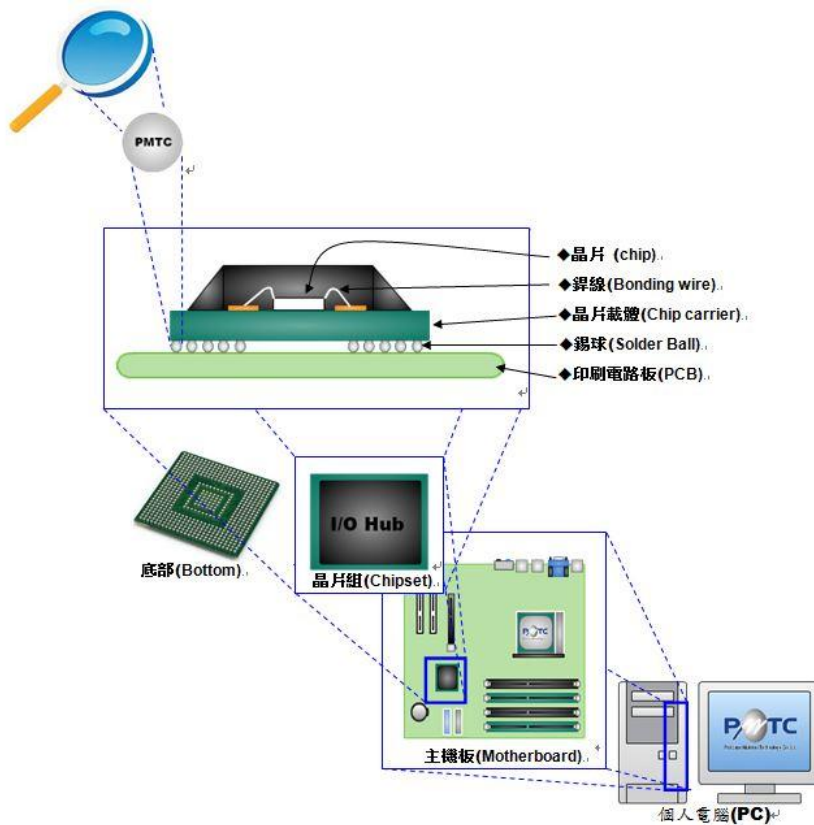 PMTC
◆晶片 (chip)
◆銲線(Bonding wire)
◆晶片載體(Chip carrier)
◆錫球(Solder Ball)
◆印刷電路板(PCB)
I/O Hub
底部(Bottom)
晶片組(Chipset)
PMTC
主機板(Motherboard)
PMTC
個人電腦(PC)